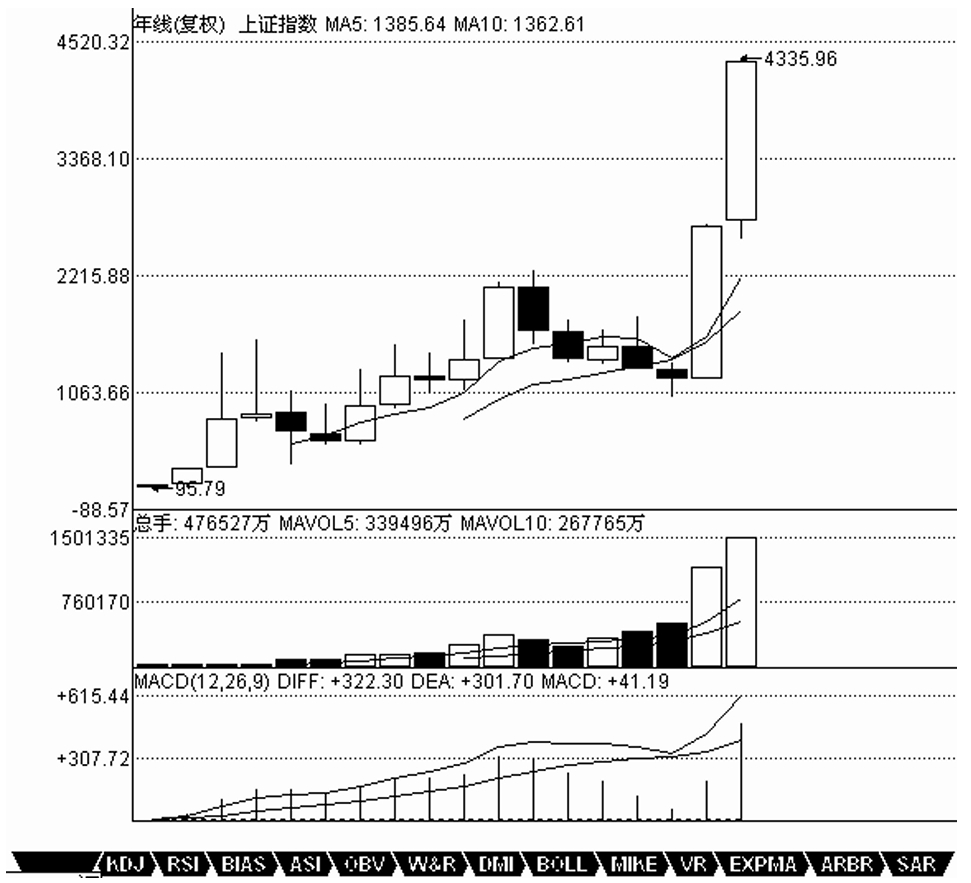 年线(复权) 上证指数 MA5: 1385.64 MA10: 1362.61
4520.32
4335.96
3368.10
2215.88
1063.66
95.79
-88.57
总手: 476527万 MAVOL5: 339496万 MAVOL10: 267765万
1501335
760170
MACD(12,26,9) DIFF: +322.30 DEA: +301.70 MACD: +41.19
+615.44
+307.72
KDJ RSI BIAS ASI OBV W&R DMI BOLL MIKE VR EXPMA ARBR SAR